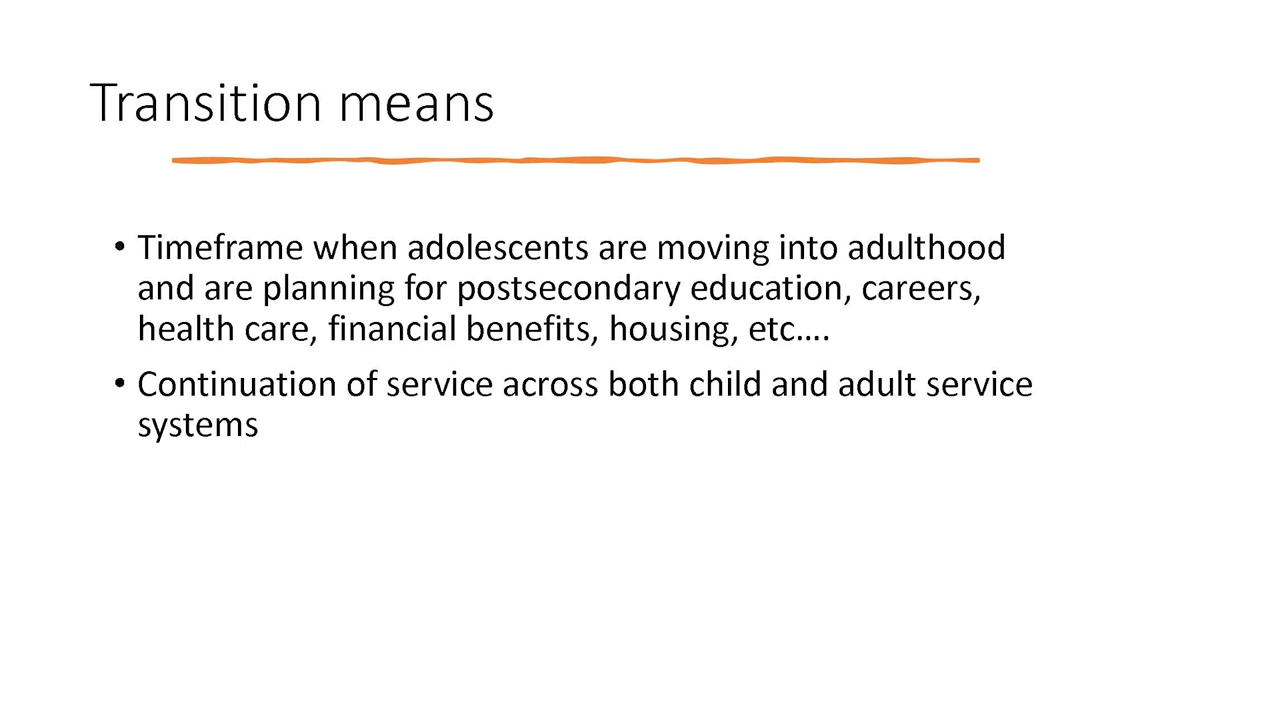 Transition means
• Timeframe when adolescents are moving into adulthood
and are planning for postsecondary education, careers,
health care, financial benefits, housing, etc….
• Continuation of service across both child and adult service
systems